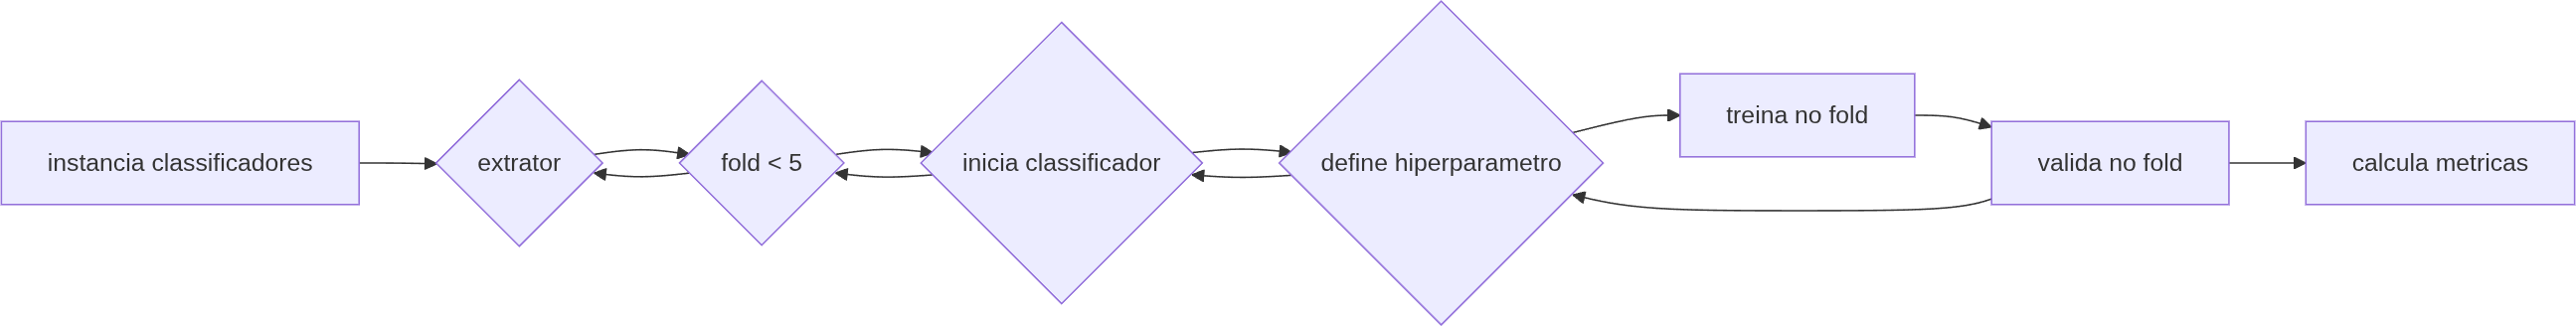 instancia classificadores
extrator
fold < 5
inicia classificador
define hiperparametro
treina no fold
valida no fold
calcula metricas